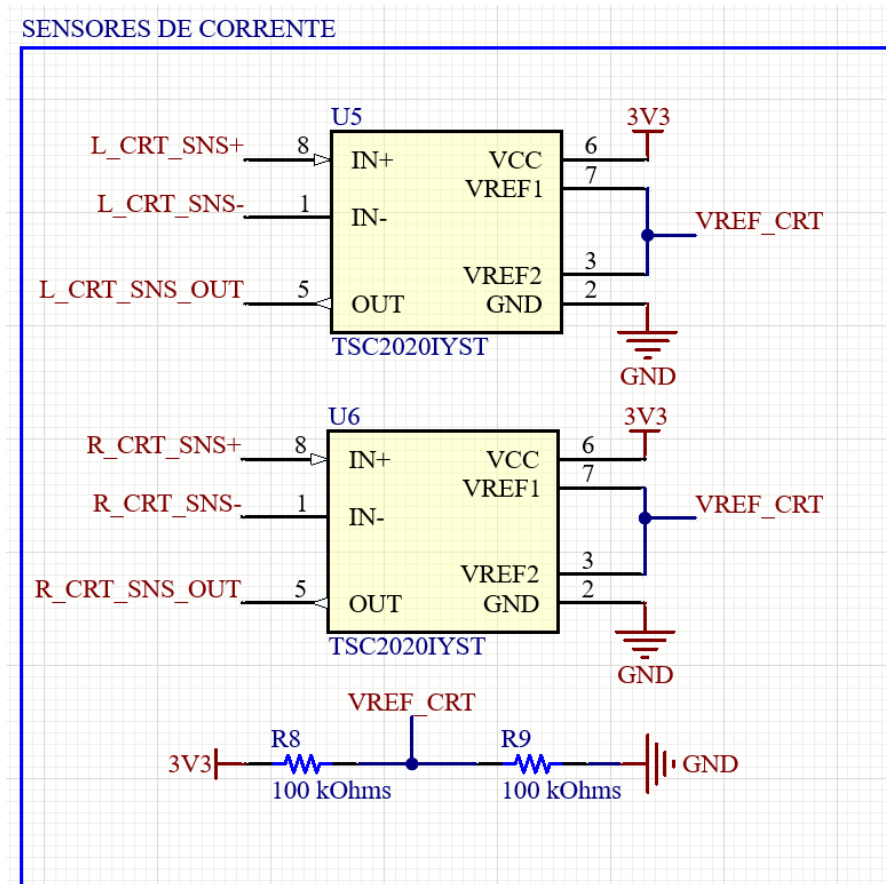 SENSORES DE CORRENTE
U5
3V3
L_CRT_SNS+ 8 IN+ VCC 6
VREF1 7
L_CRT_SNS- 1 IN-
VREF_CRT
VREF2 3
L_CRT_SNS_OUT 5 OUT GND 2
TSC2020IYST
GND
U6
3V3
R_CRT_SNS+ 8 IN+ VCC 6
VREF1 7
R_CRT_SNS- 1 IN-
VREF_CRT
VREF2 3
R_CRT_SNS_OUT 5 OUT GND 2
TSC2020IYST
GND
VREF_CRT
R8 R9
3V3 GND
100 kOhms 100 kOhms